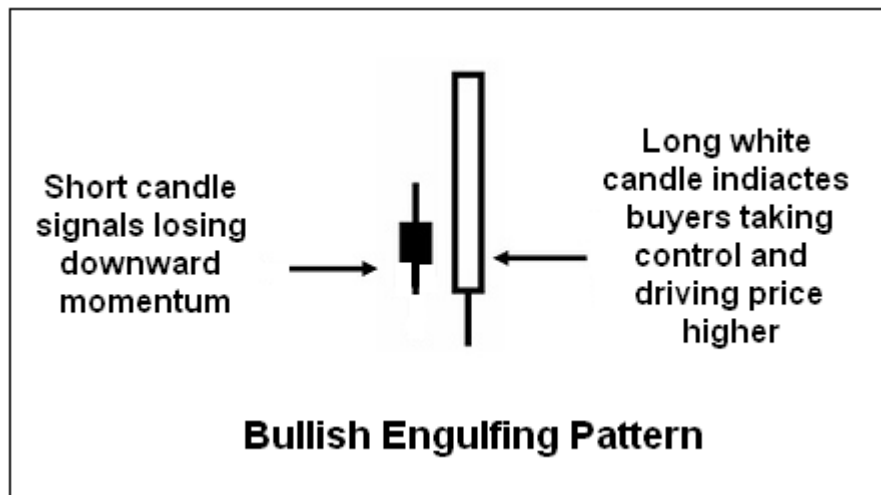 Short candle
signals losing
downward
momentum
Long white
candle indiactes
buyers taking
control and
driving price
higher
Bullish Engulfing Pattern